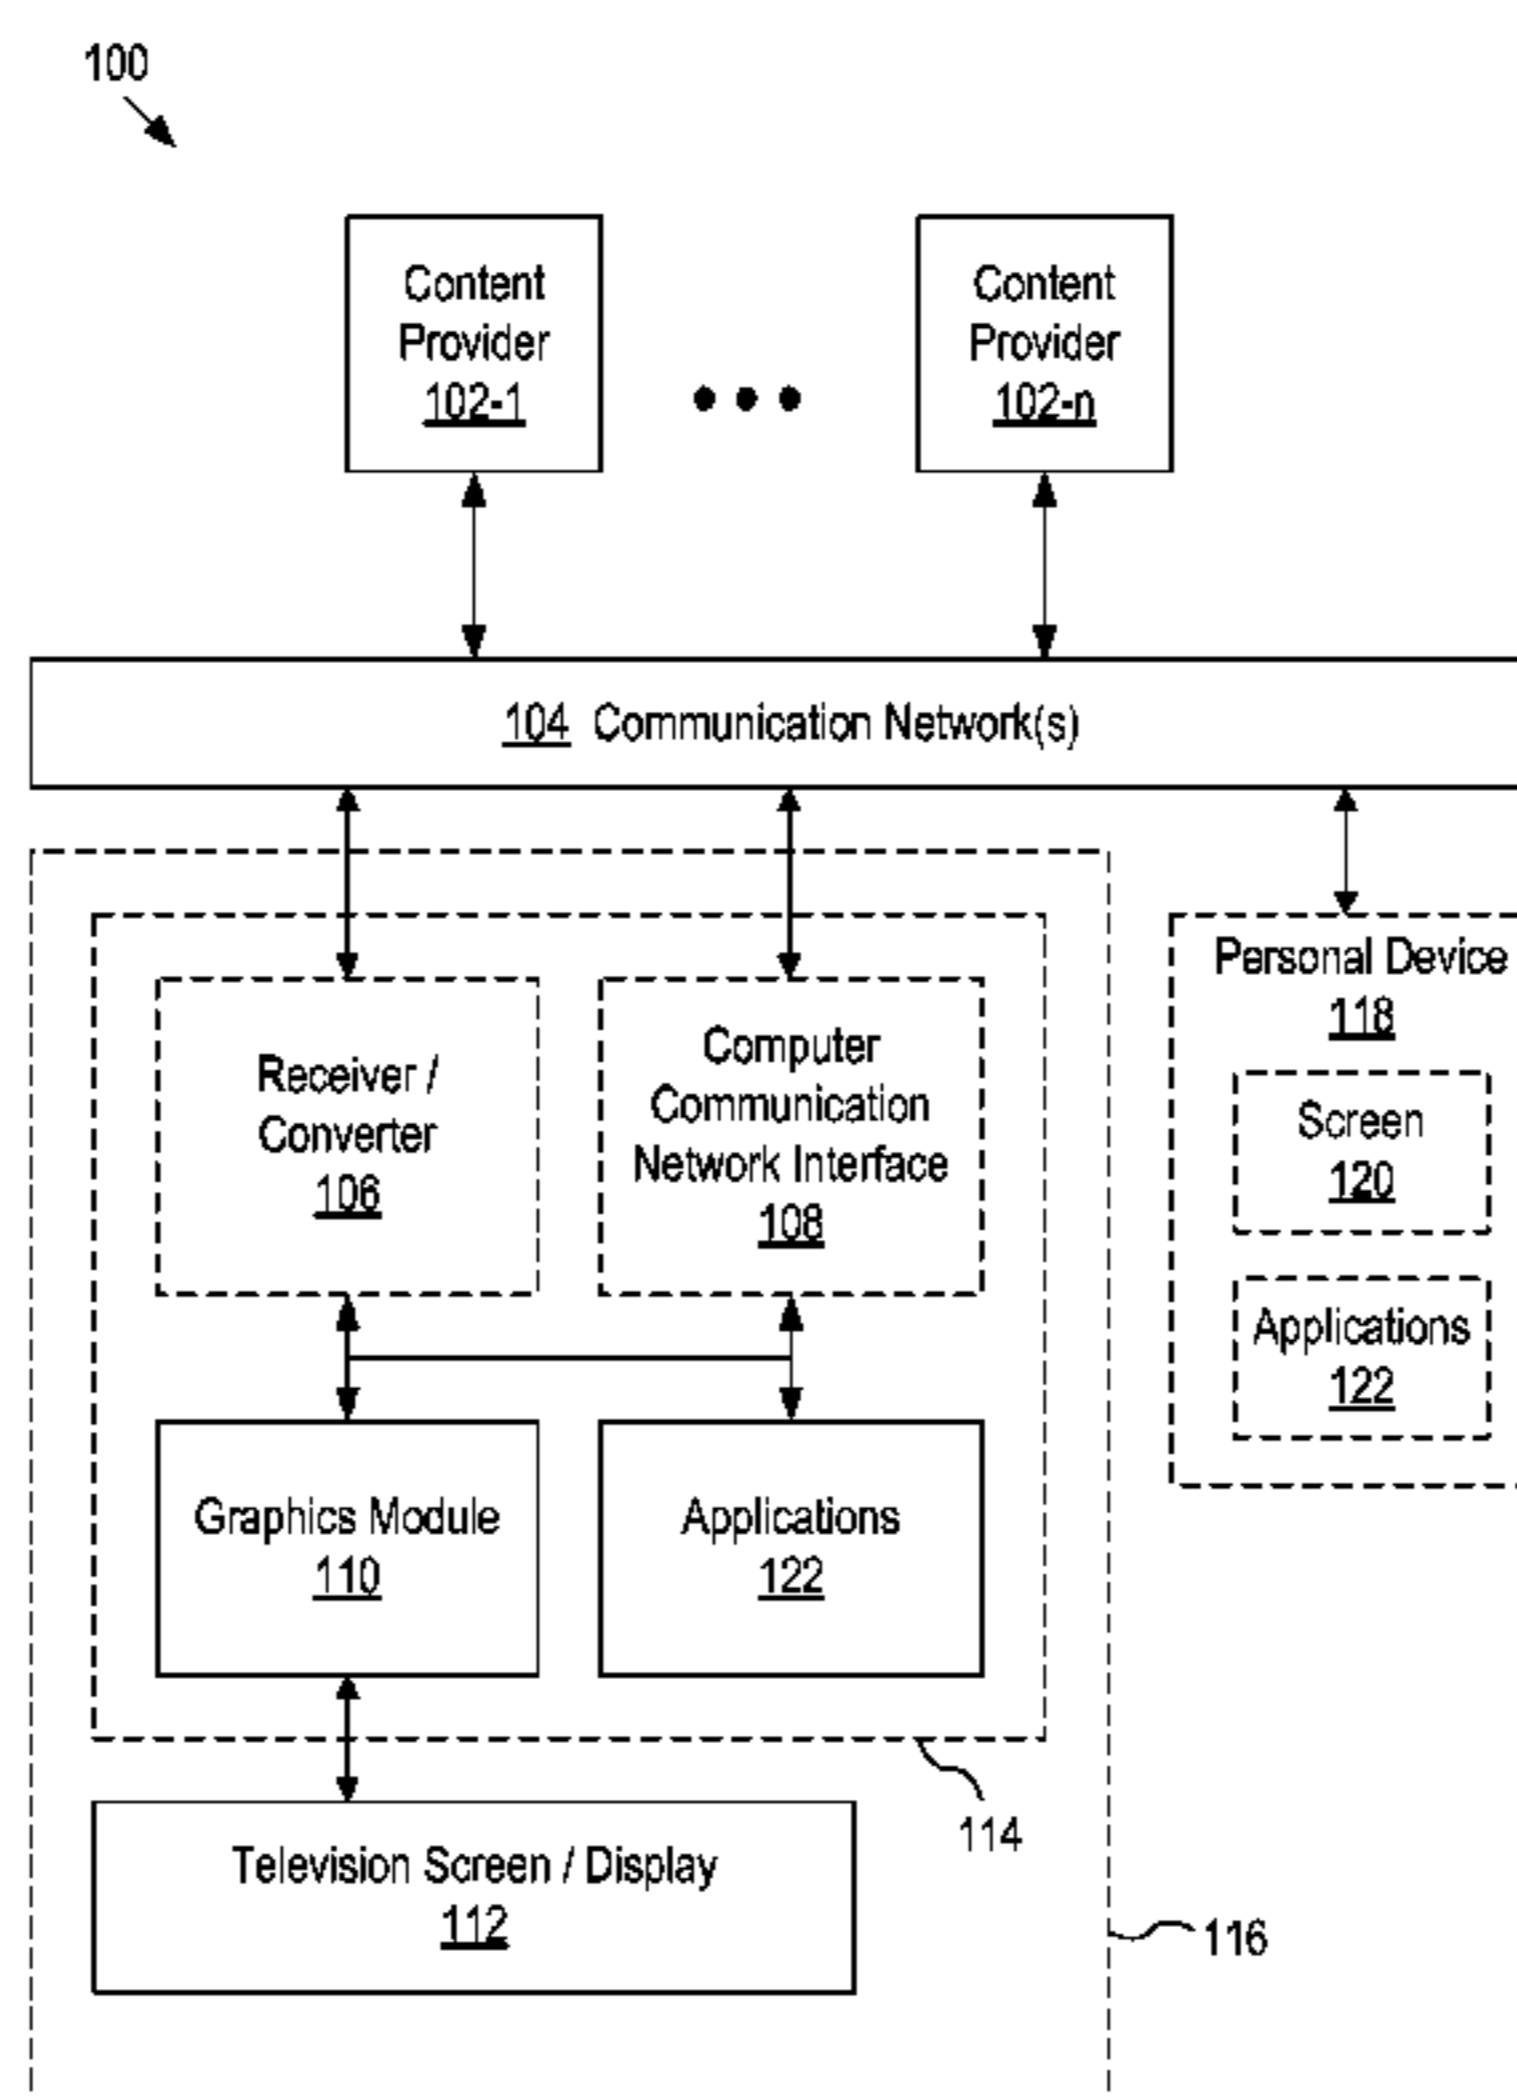 100
Content
Provider
102-1
Content
Provider
102-n
104 Communication Network(s)
Receiver /
Converter
106
Computer
Communication
Network Interface
108
Personal Device
118
Screen
120
Applications
122
Graphics Module
110
Applications
122
114
Television Screen / Display
112
116